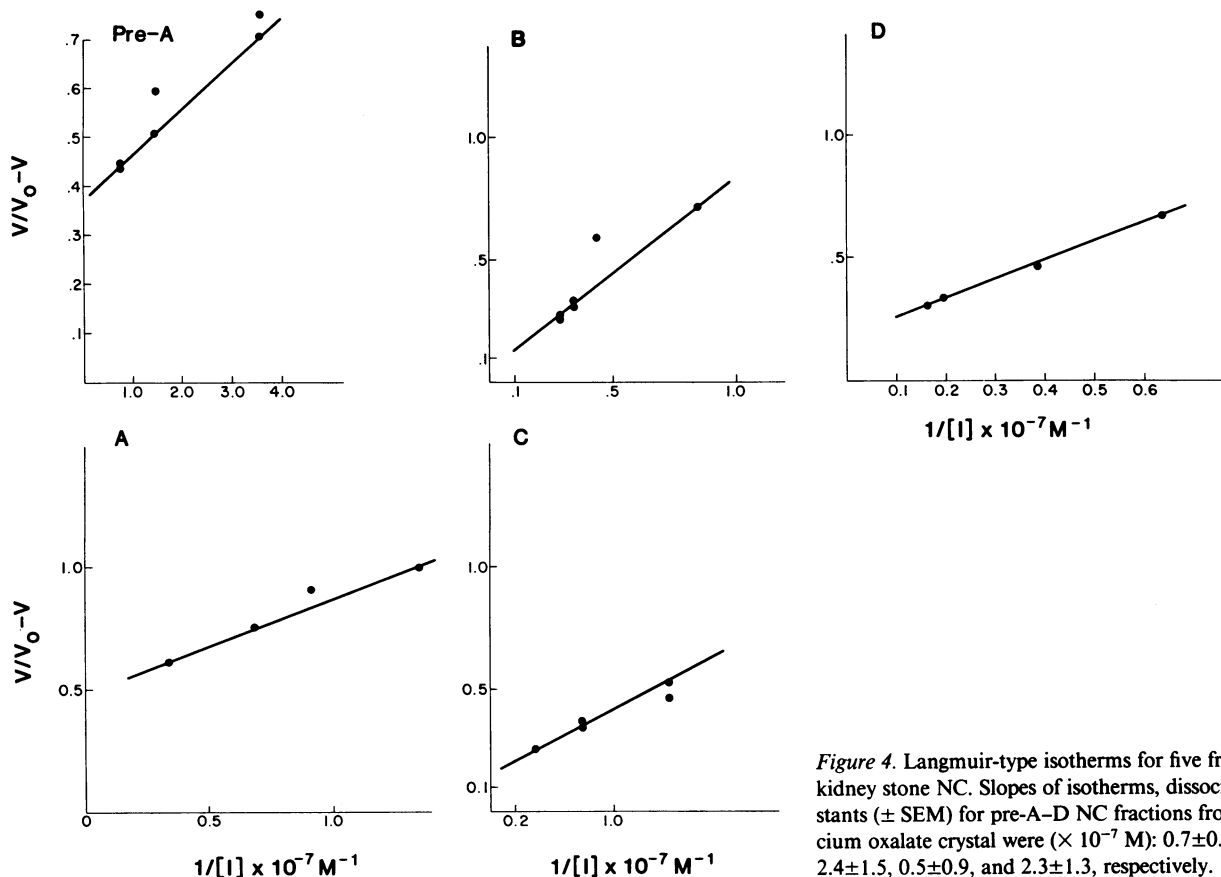 Pre-A
.7
.6
.5
.4
.3
.2
.1
1.0 2.0 3.0 4.0
V/Vo-V
B
1.0
.5
.1
.1 .5 1.0
D
1.0
.5
0.1 0.2 0.3 0.4 0.5 0.6
1/[I] x 10⁻⁷ M⁻¹
A
1.0
0.5
0 0.5 1.0
V/Vo-V
1/[I] x 10⁻⁷ M⁻¹
C
1.0
0.5
0.1
0.2 1.0
1/[I] x 10⁻⁷ M⁻¹
Figure 4. Langmuir-type isotherms for five fr
kidney stone NC. Slopes of isotherms, dissoc
stants (± SEM) for pre-A–D NC fractions fro
cium oxalate crystal were (× 10⁻⁷ M): 0.7±0.
2.4±1.5, 0.5±0.9, and 2.3±1.3, respectively.